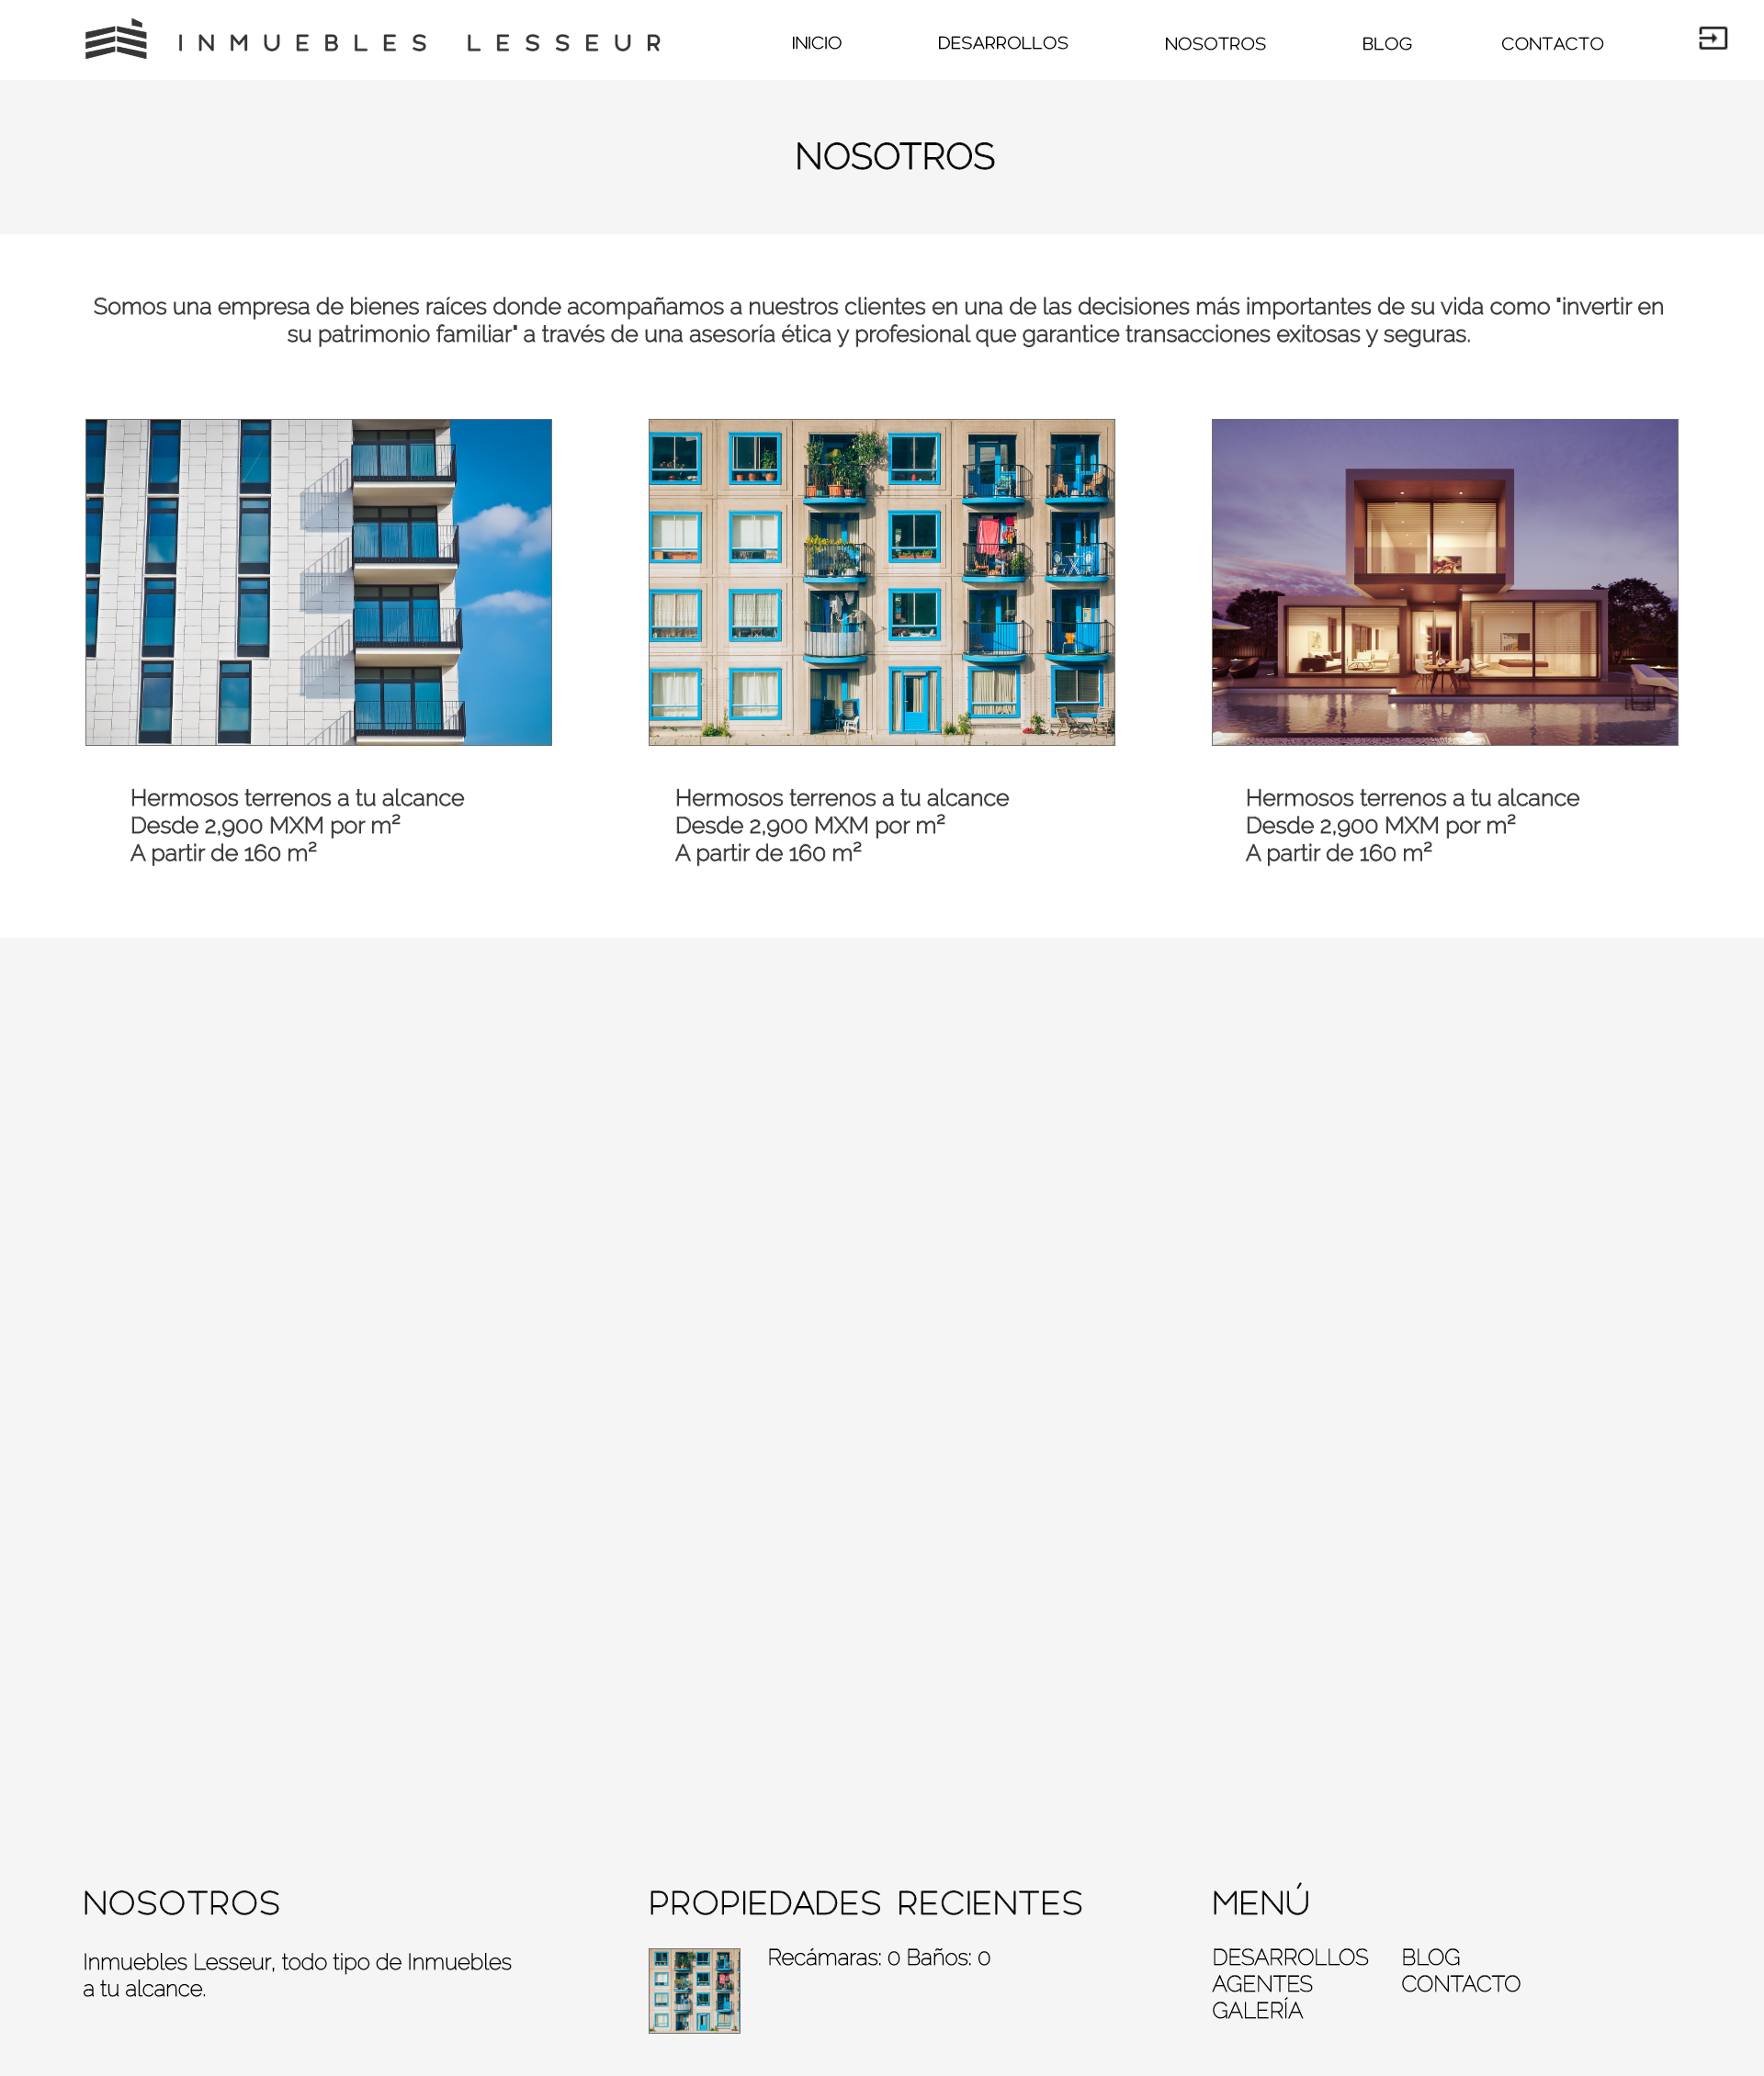 INMUEBLES LESSEUR
INICIO
DESARROLLOS
NOSOTROS
BLOG
CONTACTO
NOSOTROS
Somos una empresa de bienes raíces donde acompañamos a nuestros clientes en una de las decisiones más importantes de su vida como "invertir en
su patrimonio familiar" a través de una asesoría ética y profesional que garantice transacciones exitosas y seguras.
Hermosos terrenos a tu alcance
Desde 2,900 MXM por m²
A partir de 160 m²
Hermosos terrenos a tu alcance
Desde 2,900 MXM por m²
A partir de 160 m²
Hermosos terrenos a tu alcance
Desde 2,900 MXM por m²
A partir de 160 m²
NOSOTROS
Inmuebles Lesseur, todo tipo de Inmuebles
a tu alcance.
PROPIEDADES RECIENTES
Recámaras: 0 Baños: 0
MENÚ
DESARROLLOS
AGENTES
GALERÍA
BLOG
CONTACTO